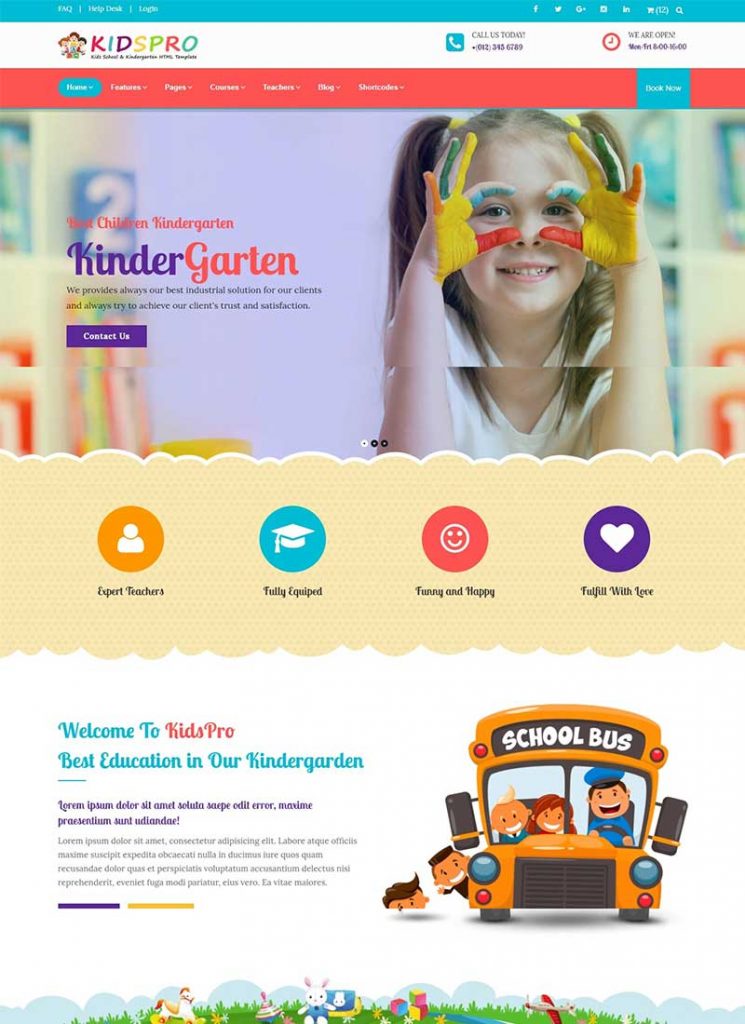 FAQ | Help Desk | Login
(12)
KIDSPRO
Kids School & Kindergarten HTML Template
CALL US TODAY!
+(012) 345 6789
WE ARE OPEN!
Mon-Fri 8:00-16:00
Home
Features
Pages
Courses
Teachers
Blog
Shortcodes
Book Now
2
Best Children Kindergarten
KinderGarten
We provides always our best industrial solution for our clients
and always try to achieve our client's trust and satisfaction.
Contact Us
Expert Teachers
Fully Equiped
Funny and Happy
Fulfill With Love
Welcome To KidsPro
Best Education in Our Kindergarden
Lorem ipsum dolor sit amet soluta saepe odit error, maxime
praesentium sunt udiandae!
Lorem ipsum dolor sit amet, consectetur adipisicing elit. Labore atque
maxime suscipit expedita obcaecati nulla in ducimus iure quos quam
recusandae dolor quas et perspiciatis voluptatum accusantium delectus nisi
reprehenderit, eveniet fuga modi pariatur, eius vero. Ea vitae maiores.
SCHOOL BUS